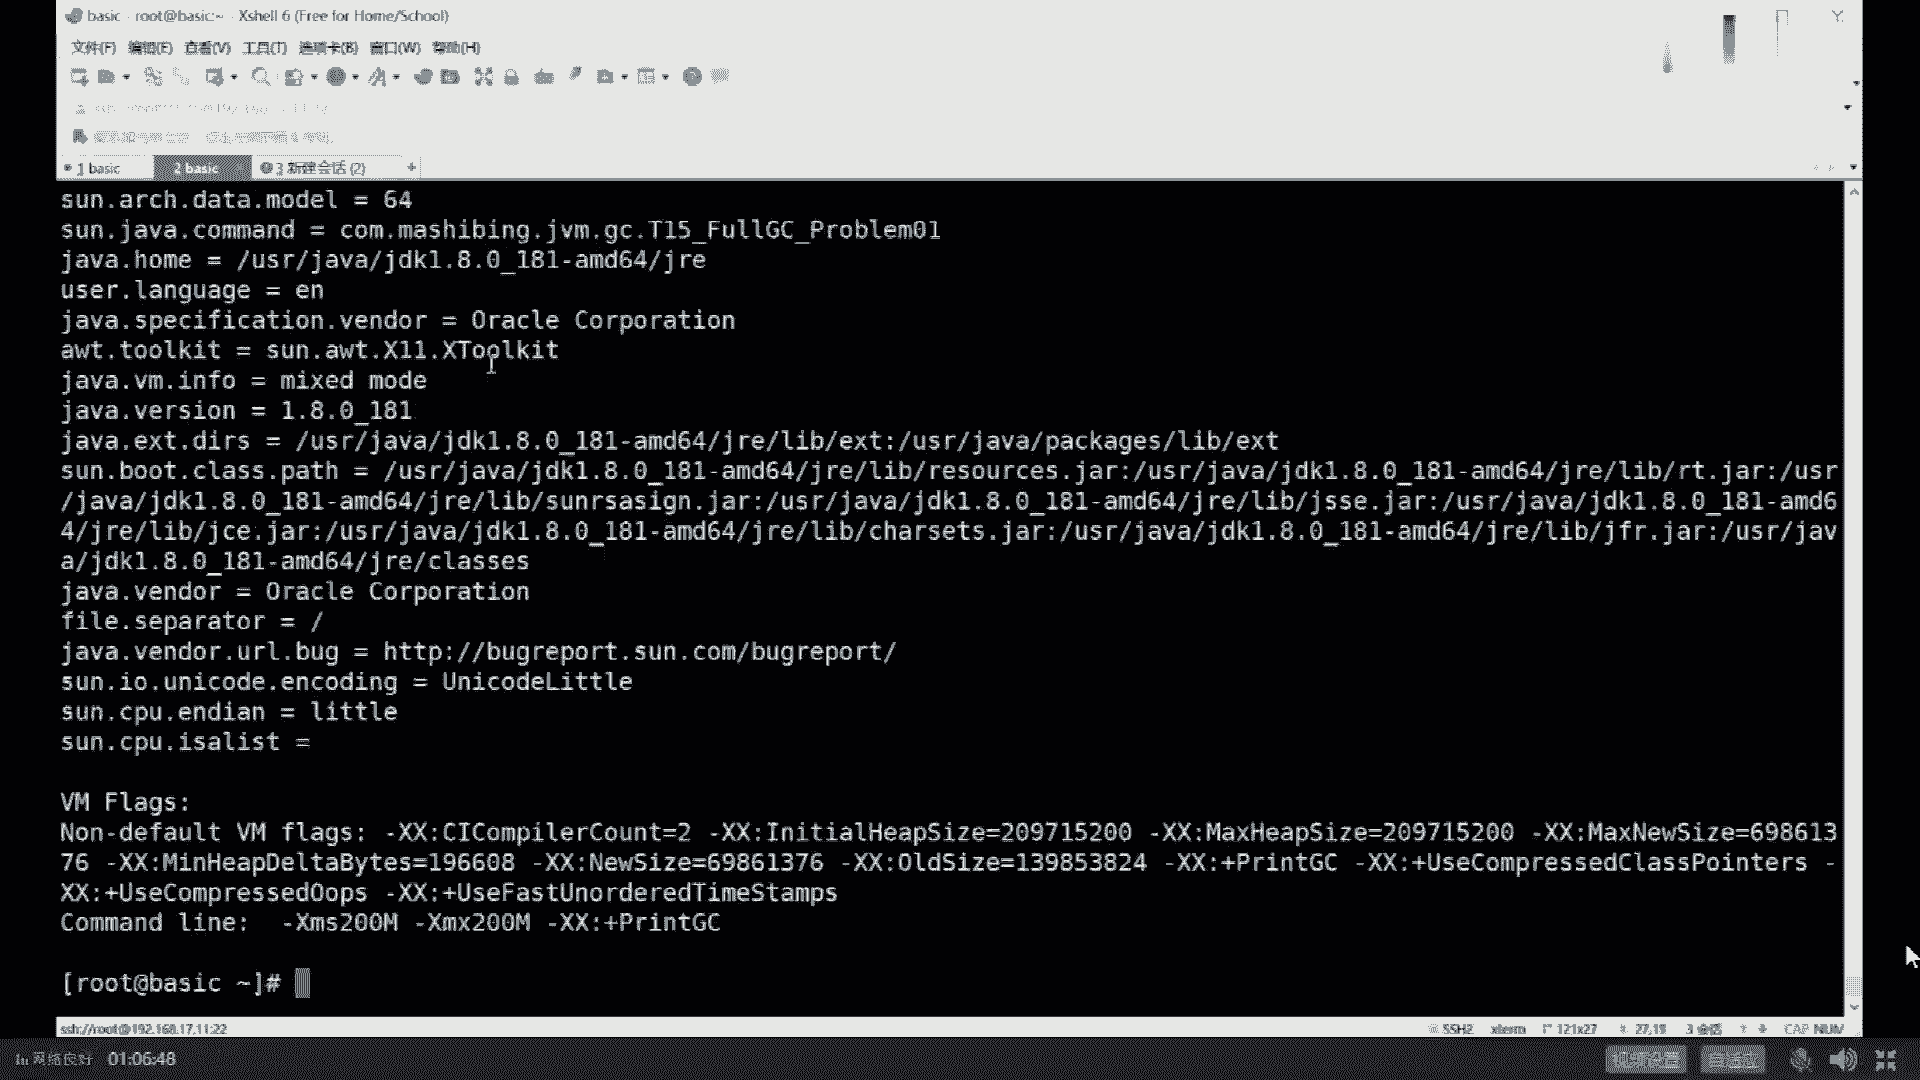 basic - root@basic:~ - Xshell 6 (Free for Home/School)
文件(F) 编辑(E) 查看(V) 工具(T) 选项卡(B) 窗口(W) 帮助(H)
1 basic 2 basic 3 新建会话 (2) +
sun.arch.data.model = 64
sun.java.command = com.mashibing.jvm.gc.T15_FullGC_Problem01
java.home = /usr/java/jdk1.8.0_181-amd64/jre
user.language = en
java.specification.vendor = Oracle Corporation
awt.toolkit = sun.awt.X11.XToolkit
java.vm.info = mixed mode
java.version = 1.8.0_181
java.ext.dirs = /usr/java/jdk1.8.0_181-amd64/jre/lib/ext:/usr/java/packages/lib/ext
sun.boot.class.path = /usr/java/jdk1.8.0_181-amd64/jre/lib/resources.jar:/usr/java/jdk1.8.0_181-amd64/jre/lib/rt.jar:/usr
/java/jdk1.8.0_181-amd64/jre/lib/sunrsasign.jar:/usr/java/jdk1.8.0_181-amd64/jre/lib/jsse.jar:/usr/java/jdk1.8.0_181-amd6
4/jre/lib/jce.jar:/usr/java/jdk1.8.0_181-amd64/jre/lib/charsets.jar:/usr/java/jdk1.8.0_181-amd64/jre/lib/jfr.jar:/usr/jav
a/jdk1.8.0_181-amd64/jre/classes
java.vendor = Oracle Corporation
file.separator = /
java.vendor.url.bug = http://bugreport.sun.com/bugreport/
sun.io.unicode.encoding = UnicodeLittle
sun.cpu.endian = little
sun.cpu.isalist =
VM Flags:
Non-default VM flags: -XX:CICompilerCount=2 -XX:InitialHeapSize=209715200 -XX:MaxHeapSize=209715200 -XX:MaxNewSize=698613
76 -XX:MinHeapDeltaBytes=196608 -XX:NewSize=69861376 -XX:OldSize=139853824 -XX:+PrintGC -XX:+UseCompressedClassPointers -
XX:+UseCompressedOops -XX:+UseFastUnorderedTimeStamps
Command line:  -Xms200M -Xmx200M -XX:+PrintGC
[root@basic ~]#
ssh://root@192.168.17.11:22 SSH2 xterm 121x27 27,19 3 会话 CAP NUM
网络良好 01:06:48 视频设置 自适应